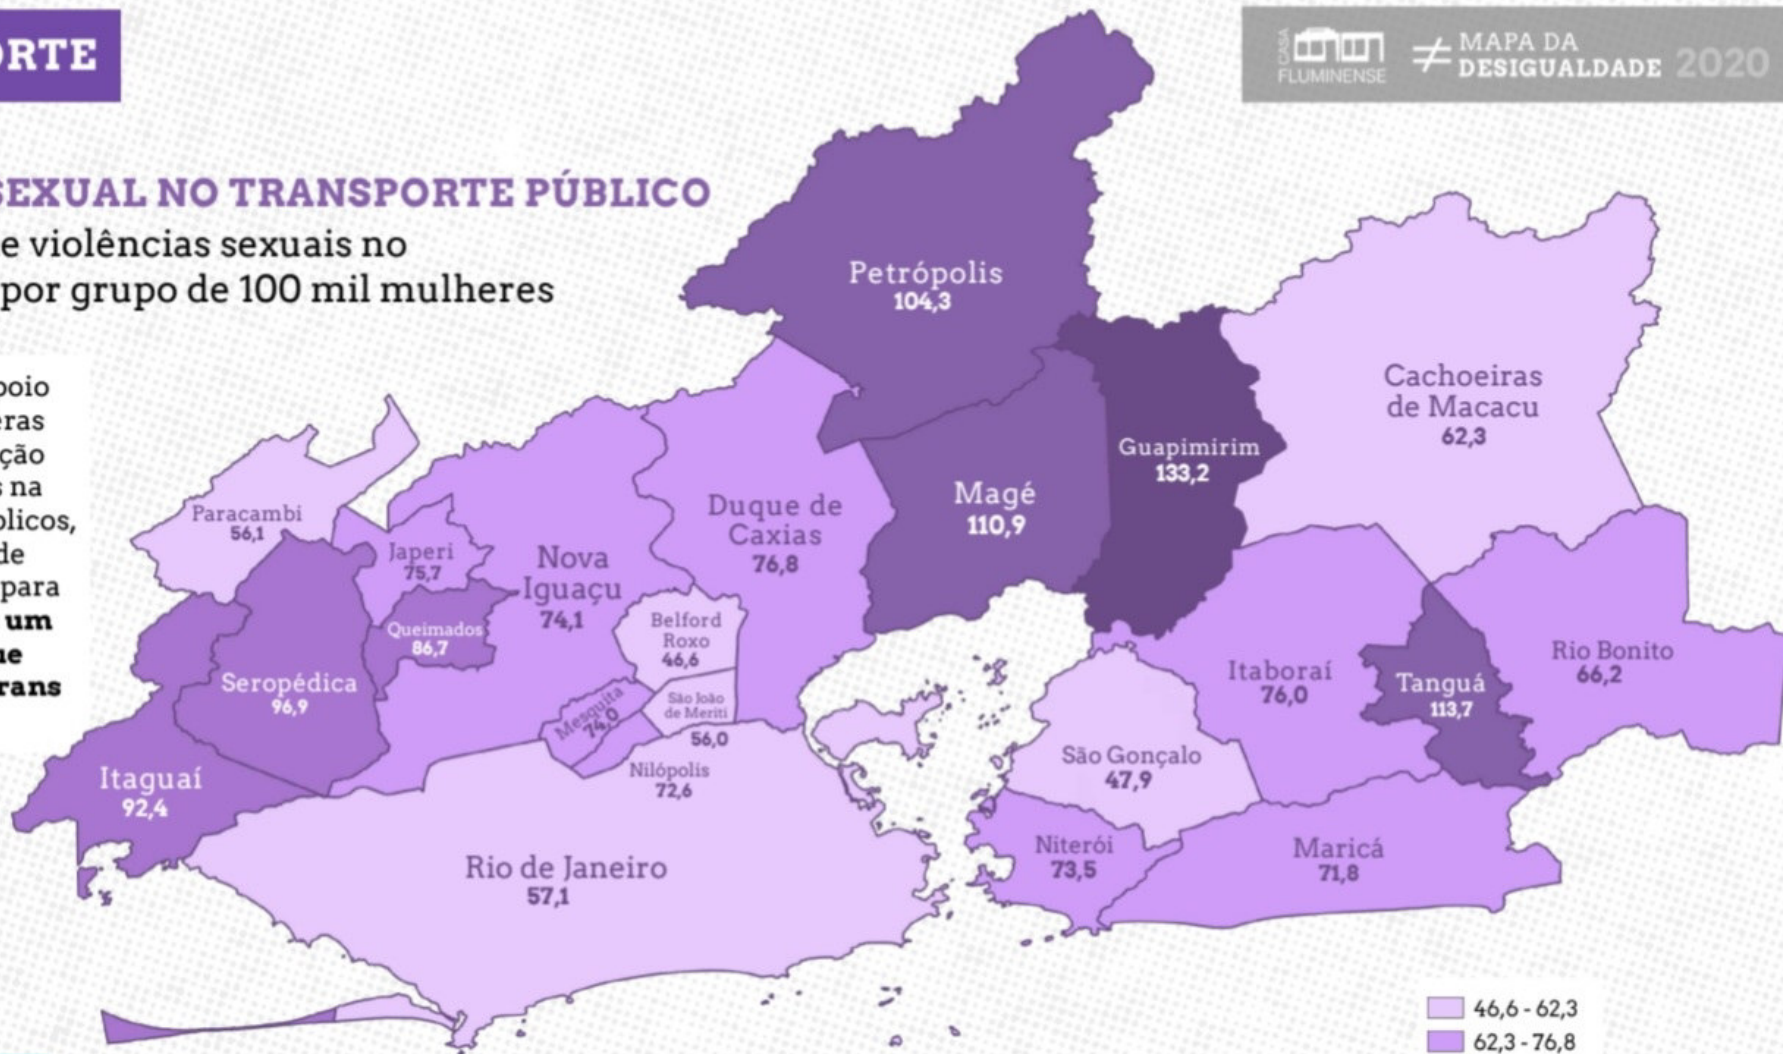 ORTE
CASA
FLUMINENSE
≠ MAPA DA
DESIGUALDADE 2020
SEXUAL NO TRANSPORTE PÚBLICO
e violências sexuais no
por grupo de 100 mil mulheres
poio
eras
ção
s na
blicos,
de
para
um
ue
rans
Petrópolis
104,3
Cachoeiras
de Macacu
62,3
Guapimirim
133,2
Magé
110,9
Duque de
Caxias
76,8
Paracambi
56,1
Japeri
75,7
Nova
Iguaçu
74,1
Queimados
86,7
Belford
Roxo
46,6
Seropédica
96,9
Mesquita
74,0
São João
de Meriti
56,0
Nilópolis
72,6
Itaguaí
92,4
Itaboraí
76,0
Tanguá
113,7
Rio Bonito
66,2
São Gonçalo
47,9
Niterói
73,5
Maricá
71,8
Rio de Janeiro
57,1
46,6 - 62,3
62,3 - 76,8